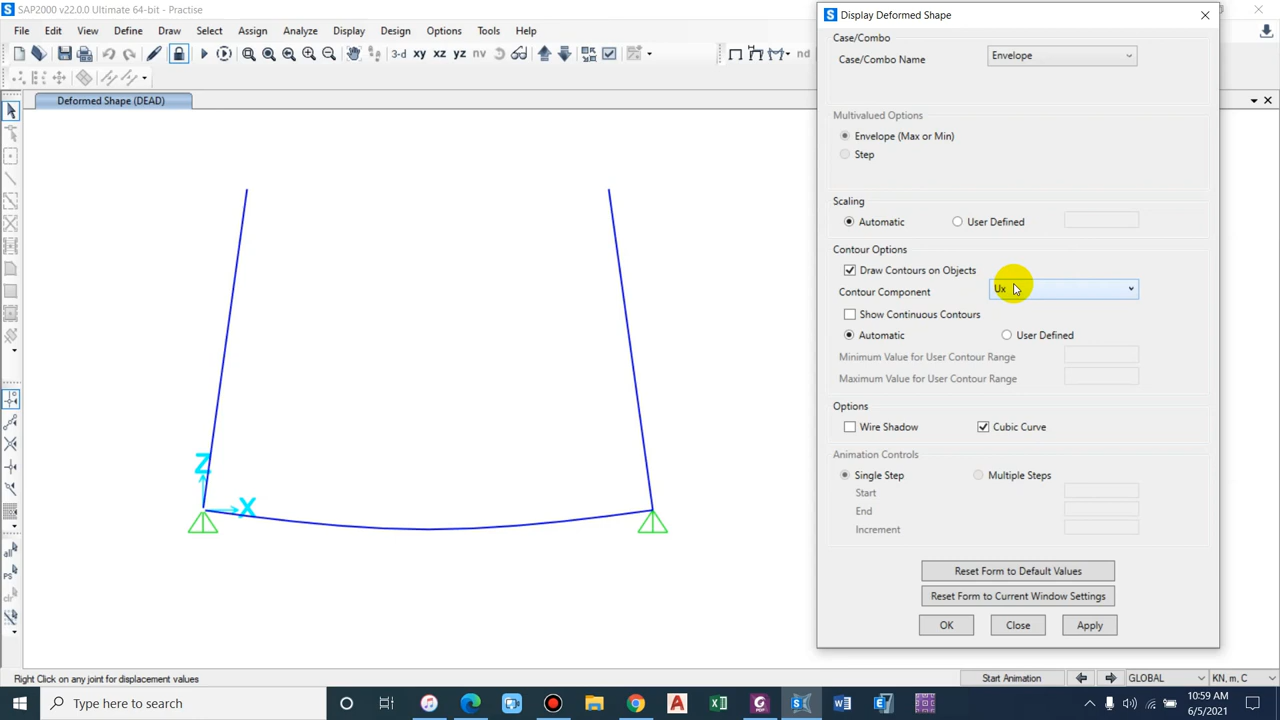 SAP2000 v22.0.0 Ultimate 64-bit - Practise
File Edit View Define Draw Select Assign Analyze Display Design Options Tools Help
3-d xy xz yz nv
nd
Deformed Shape (DEAD)
Z
X
Display Deformed Shape
Case/Combo
Case/Combo Name Envelope
Multivalued Options
Envelope (Max or Min)
Step
Scaling
Automatic User Defined
Contour Options
Draw Contours on Objects
Contour Component Ux
Show Continuous Contours
Automatic User Defined
Minimum Value for User Contour Range
Maximum Value for User Contour Range
Options
Wire Shadow Cubic Curve
Animation Controls
Single Step Multiple Steps
Start
End
Increment
Reset Form to Default Values
Reset Form to Current Window Settings
OK Close Apply
all
PS
clr
Right Click on any joint for displacement values Start Animation GLOBAL KN, m, C
Type here to search
10:59 AM
6/5/2021